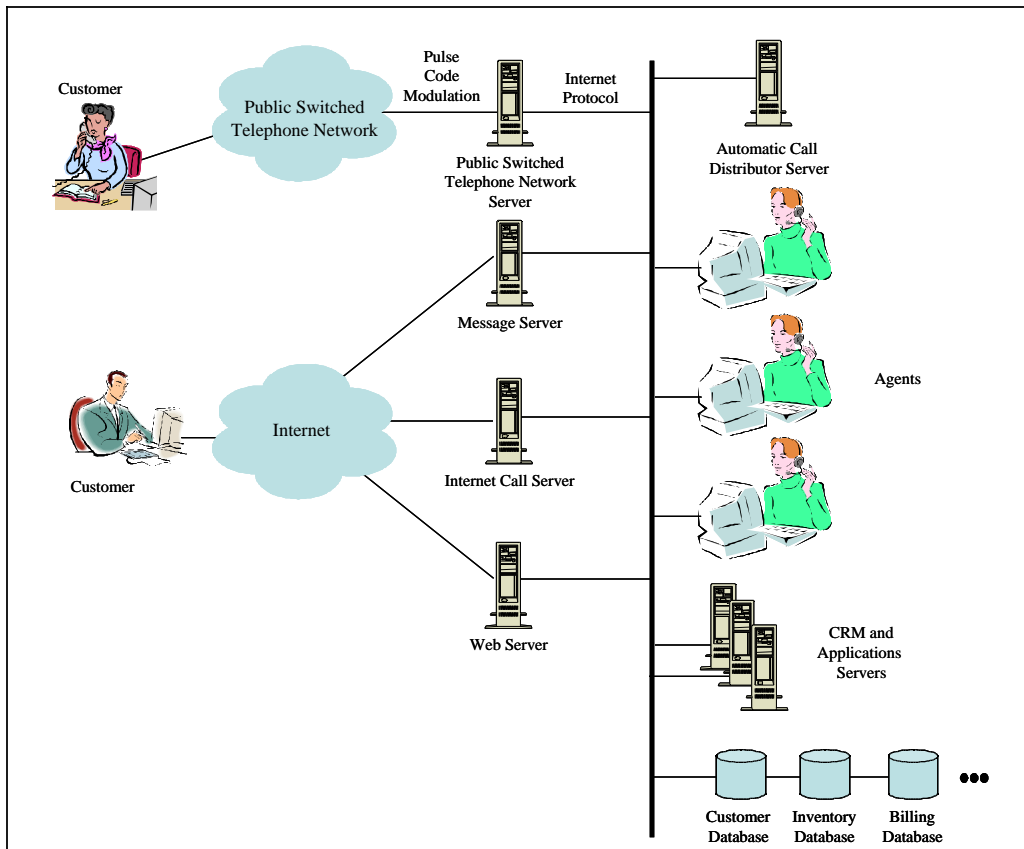 Customer
Public Switched
Telephone Network
Pulse
Code
Modulation
Internet
Protocol
Public Switched
Telephone Network
Server
Automatic Call
Distributor Server
Message Server
Agents
Customer
Internet
Internet Call Server
Web Server
CRM and
Applications
Servers
Customer
Database
Inventory
Database
Billing
Database